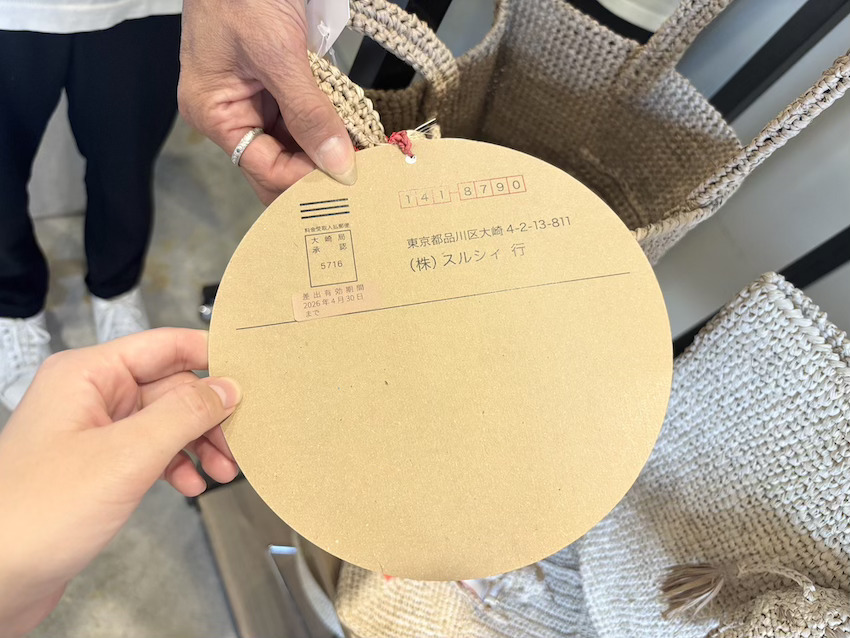 141-8790
料金受取人払郵便
大崎局
承認
5716
差出有効期間
2026年4月30日
まで
東京都品川区大崎4-2-13-811
(株)スルシィ 行